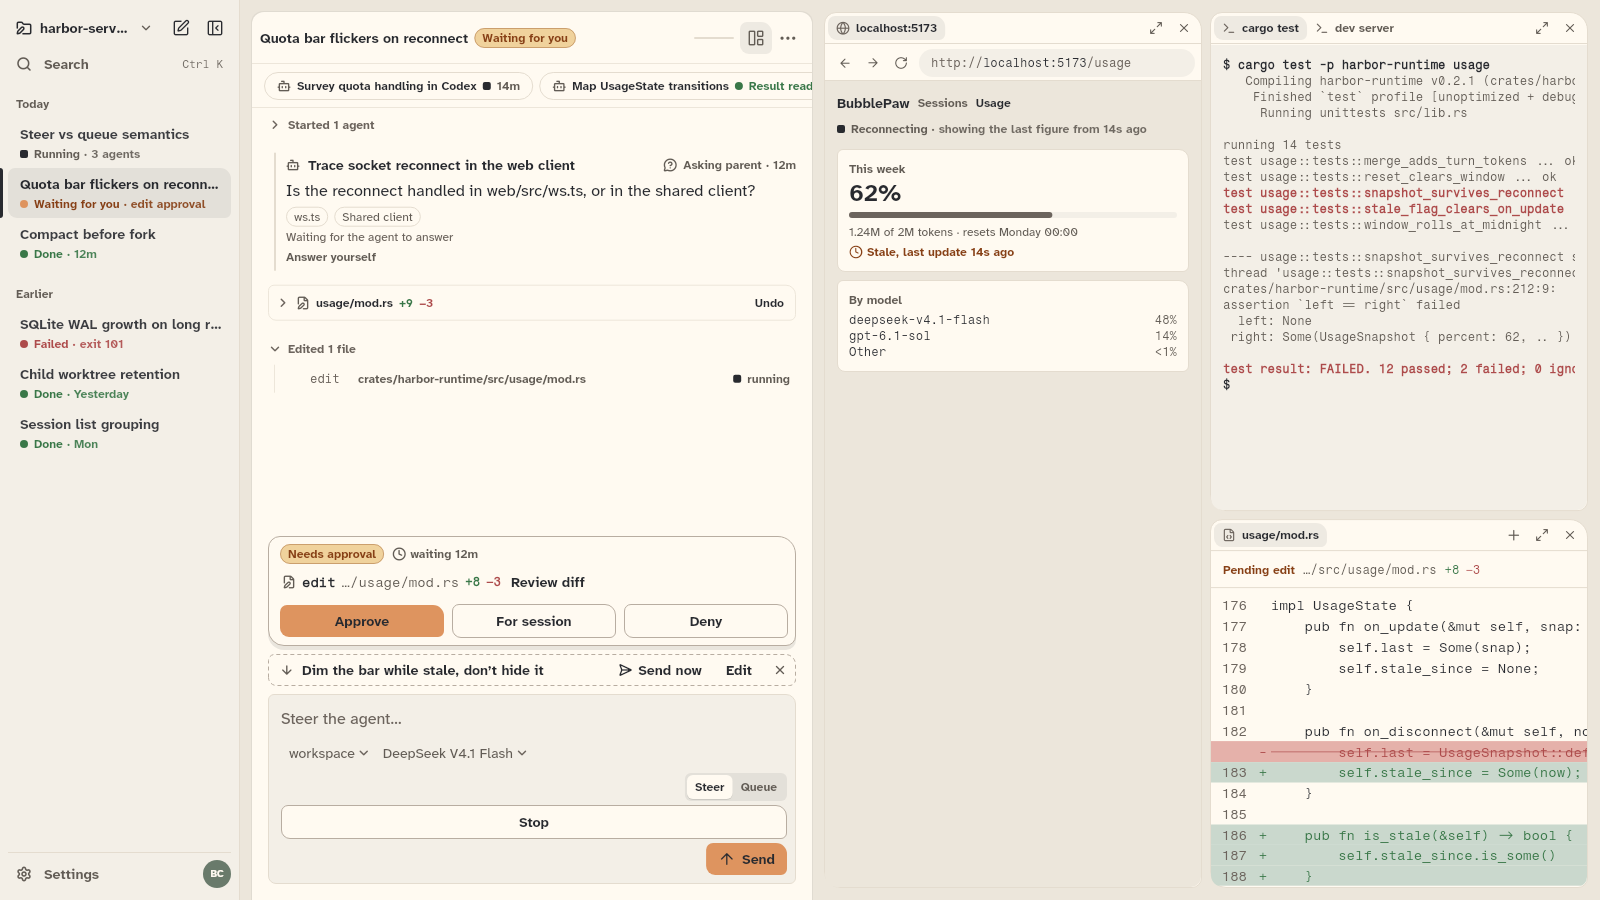 harbor-serv...
Search
Ctrl K
Today
Steer vs queue semantics
Running · 3 agents
Quota bar flickers on reconn...
Waiting for you · edit approval
Compact before fork
Done · 12m
Earlier
SQLite WAL growth on long r...
Failed · exit 101
Child worktree retention
Done · Yesterday
Session list grouping
Done · Mon
Settings
BC
Quota bar flickers on reconnect
Waiting for you
Survey quota handling in Codex 14m
Map UsageState transitions Result read
Started 1 agent
Trace socket reconnect in the web client
Asking parent · 12m
Is the reconnect handled in web/src/ws.ts, or in the shared client?
ws.ts
Shared client
Waiting for the agent to answer
Answer yourself
usage/mod.rs +9 −3
Undo
Edited 1 file
edit crates/harbor-runtime/src/usage/mod.rs
running
Needs approval
waiting 12m
edit …/usage/mod.rs +8 −3 Review diff
Approve
For session
Deny
Dim the bar while stale, don't hide it
Send now
Edit
Steer the agent...
workspace
DeepSeek V4.1 Flash
Steer
Queue
Stop
Send
localhost:5173
http://localhost:5173/usage
BubblePaw Sessions Usage
Reconnecting · showing the last figure from 14s ago
This week
62%
1.24M of 2M tokens · resets Monday 00:00
Stale, last update 14s ago
By model
deepseek-v4.1-flash 48%
gpt-6.1-sol 14%
Other <1%
cargo test
dev server
$ cargo test -p harbor-runtime usage
Compiling harbor-runtime v0.2.1 (crates/harbo
Finished `test` profile [unoptimized + debug
Running unittests src/lib.rs
running 14 tests
test usage::tests::merge_adds_turn_tokens ... ok
test usage::tests::reset_clears_window ... ok
test usage::tests::snapshot_survives_reconnect
test usage::tests::stale_flag_clears_on_update
test usage::tests::window_rolls_at_midnight ...
---- usage::tests::snapshot_survives_reconnect s
thread 'usage::tests::snapshot_survives_reconnec
crates/harbor-runtime/src/usage/mod.rs:212:9:
assertion `left == right` failed
left: None
right: Some(UsageSnapshot { percent: 62, .. })
test result: FAILED. 12 passed; 2 failed; 0 igno
$
usage/mod.rs
Pending edit …/src/usage/mod.rs +8 −3
176 impl UsageState {
177 pub fn on_update(&mut self, snap:
178 self.last = Some(snap);
179 self.stale_since = None;
180 }
181
182 pub fn on_disconnect(&mut self, no
- self.last = UsageSnapshot::def
183 + self.stale_since = Some(now);
184 }
185
186 + pub fn is_stale(&self) -> bool {
187 + self.stale_since.is_some()
188 + }